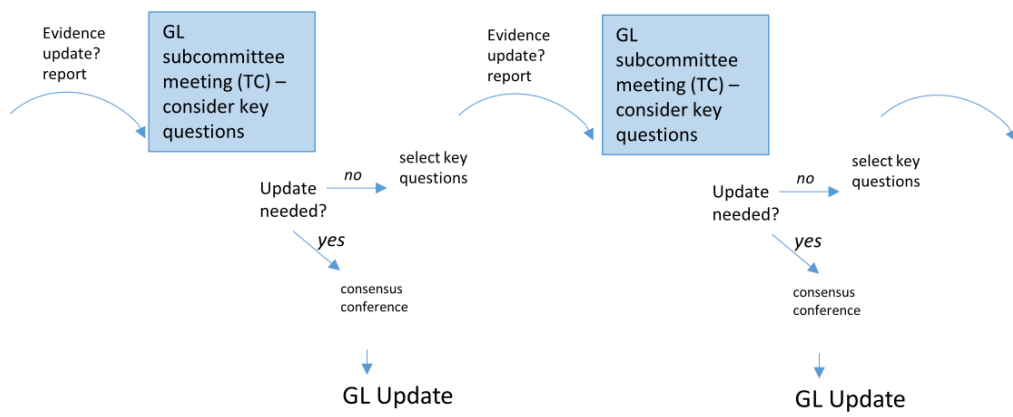 Evidence
update?
report
GL
subcommittee
meeting (TC) –
consider key
questions
Update
needed?
no
select key
questions
yes
consensus
conference
GL Update
Evidence
update?
report
GL
subcommittee
meeting (TC) –
consider key
questions
Update
needed?
no
select key
questions
yes
consensus
conference
GL Update